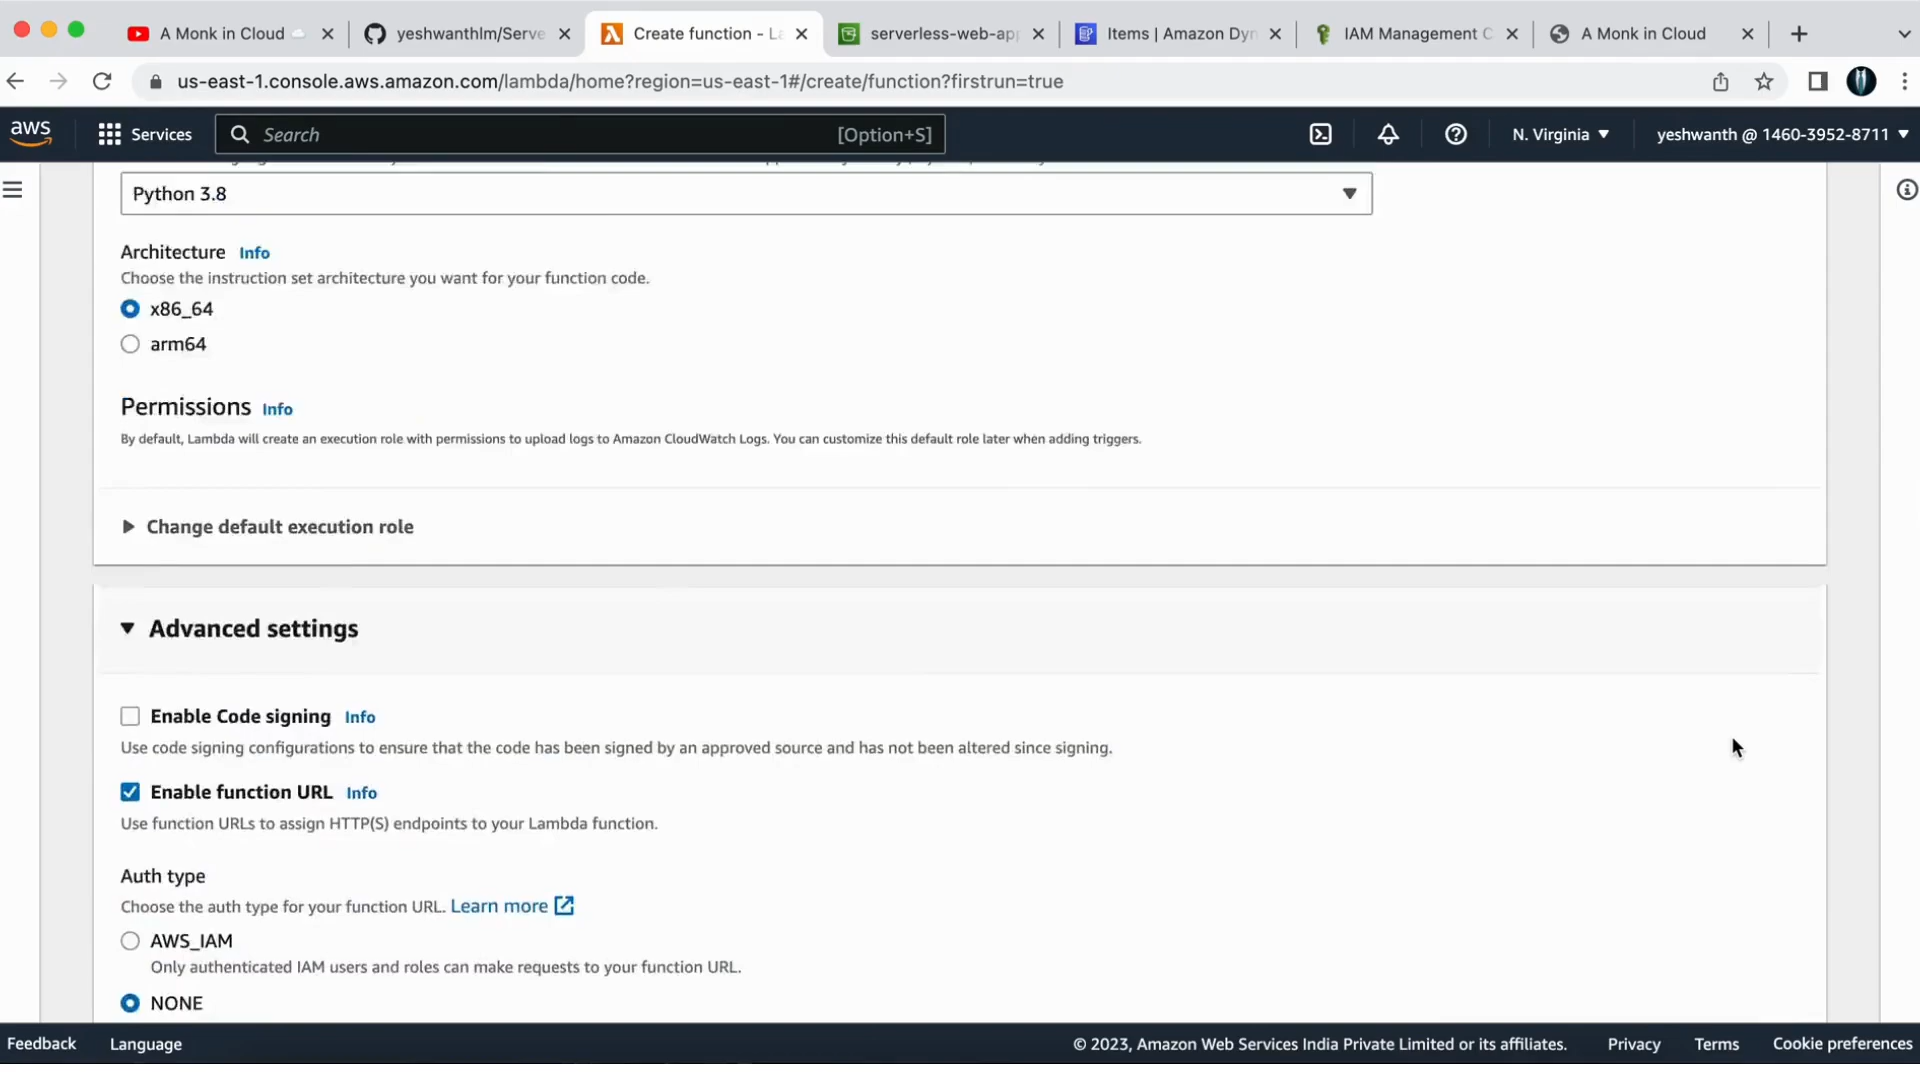 A Monk in Cloud
yeshwanthlm/Serve
Create function - La
serverless-web-app
Items | Amazon Dyn
IAM Management C
A Monk in Cloud
us-east-1.console.aws.amazon.com/lambda/home?region=us-east-1#/create/function?firstrun=true
aws
Services
Search
[Option+S]
N. Virginia
yeshwanth @ 1460-3952-8711
Python 3.8
Architecture Info
Choose the instruction set architecture you want for your function code.
x86_64
arm64
Permissions Info
By default, Lambda will create an execution role with permissions to upload logs to Amazon CloudWatch Logs. You can customize this default role later when adding triggers.
Change default execution role
Advanced settings
Enable Code signing Info
Use code signing configurations to ensure that the code has been signed by an approved source and has not been altered since signing.
Enable function URL Info
Use function URLs to assign HTTP(S) endpoints to your Lambda function.
Auth type
Choose the auth type for your function URL. Learn more
AWS_IAM
Only authenticated IAM users and roles can make requests to your function URL.
NONE
Feedback
Language
© 2023, Amazon Web Services India Private Limited or its affiliates.
Privacy
Terms
Cookie preferences